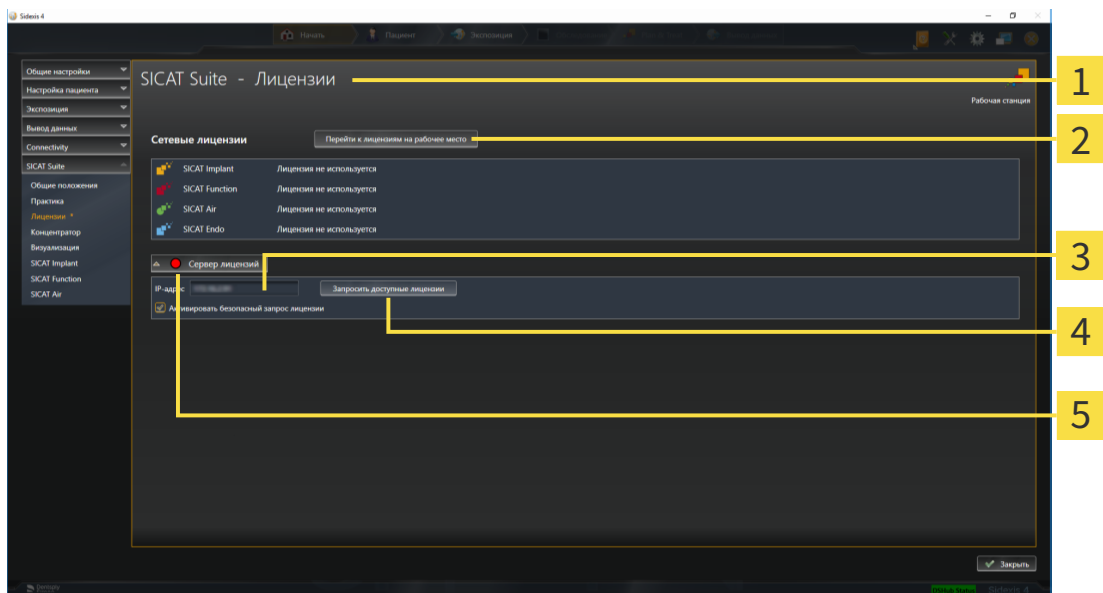 Sidexis 4
Начать
Пациент
Экспозиция
Общие настройки
Настройка пациента
Экспозиция
Вывод данных
Connectivity
SICAT Suite
Общие положения
Практика
Лицензии *
Концентратор
Визуализация
SICAT Implant
SICAT Function
SICAT Air
SICAT Suite - Лицензии
Рабочая станция
Сетевые лицензии
Перейти к лицензиям на рабочее место
SICAT Implant Лицензия не используется
SICAT Function Лицензия не используется
SICAT Air Лицензия не используется
SICAT Endo Лицензия не используется
Сервер лицензий
IP-адрес
Запросить доступные лицензии
Активировать безопасный запрос лицензии
Закрыть
Sidexis 4
1
2
3
4
5